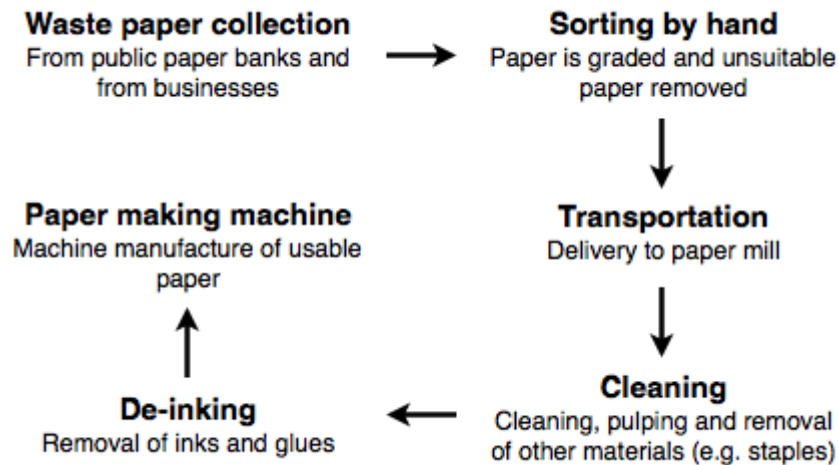 Waste paper collection
From public paper banks and
from businesses
Sorting by hand
Paper is graded and unsuitable
paper removed
Transportation
Delivery to paper mill
Cleaning
Cleaning, pulping and removal
of other materials (e.g. staples)
De-inking
Removal of inks and glues
Paper making machine
Machine manufacture of usable
paper